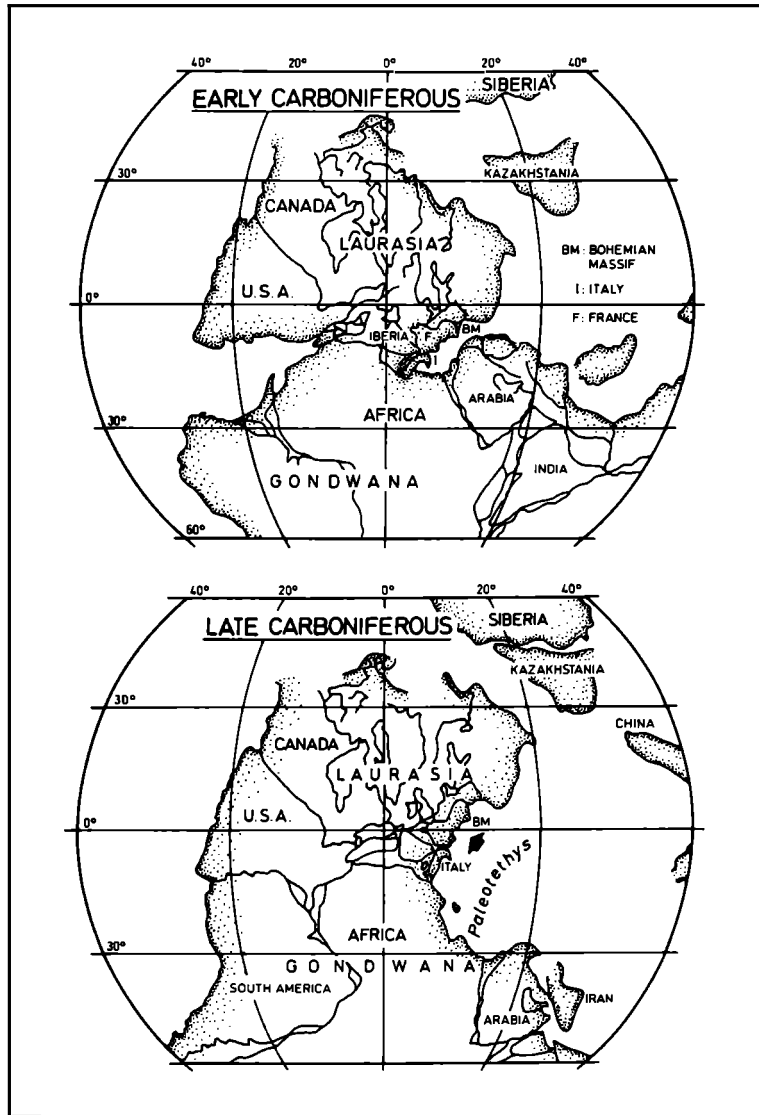 40° 20° 0° 20° 40°
SIBERIA
EARLY CARBONIFEROUS
KAZAKHSTANIA
30°
CANADA
LAURASIA
BM : BOHEMIAN
MASSIF
U.S.A.
I : ITALY
0°
F : FRANCE
IBERIA F BM
I
ARABIA
AFRICA
30°
INDIA
GONDWANA
60°
40° 20° 0° 20° 40°
SIBERIA
LATE CARBONIFEROUS
KAZAKHSTANIA
30°
CHINA
CANADA
LAURASIA
U.S.A.
BM
0°
ITALY
Paleotethys
AFRICA
30°
GONDWANA
SOUTH AMERICA
IRAN
ARABIA